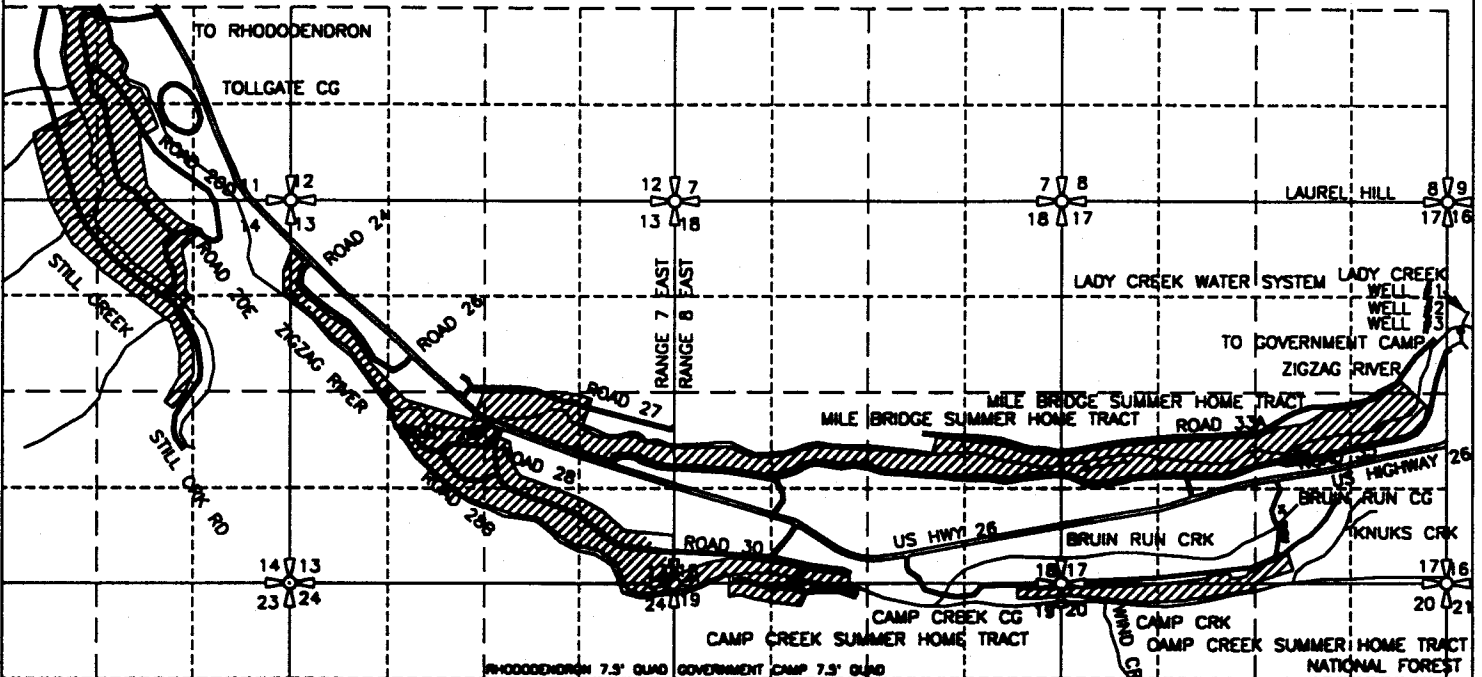 TO RHODODENDRON
TOLLGATE CG
ROAD 20D
11 12
14 13
12 7
13 18
7 8
18 17
LAUREL HILL
8 9
17 16
ROAD 24
STILL CREEK
ROAD 20E
ZIGZAG RIVER
ROAD 26
RANGE 7 EAST
RANGE 8 EAST
LADY CREEK WATER SYSTEM
LADY CREEK
WELL #1
WELL #2
WELL #3
TO GOVERNMENT CAMP
ZIGZAG RIVER
ROAD 27
MILE BRIDGE SUMMER HOME TRACT
MILE BRIDGE SUMMER HOME TRACT
ROAD 33A
STILL CRK RD
ROAD 28
ROAD 28B
US HIGHWAY 26
BRUIN RUN CG
KNUKS CRK
US HWY 26
BRUIN RUN CRK
ROAD 30
14 13
23 24
24 19
18 17
19 20
17 16
20 21
CAMP CREEK CG
CAMP CREEK SUMMER HOME TRACT
WIND CR
CAMP CRK
CAMP CREEK SUMMER HOME TRACT
NATIONAL FOREST
RHODODENDRON 7.5' QUAD
GOVERNMENT CAMP 7.5' QUAD